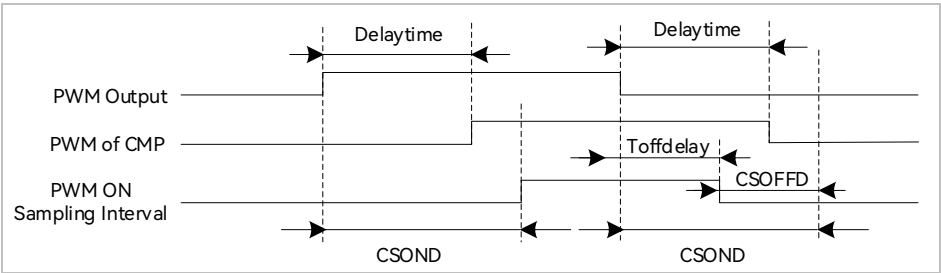 Delaytime
Delaytime
PWM Output
PWM of CMP
Toffdelay
CSOFFD
PWM ON
Sampling Interval
CSOND
CSOND